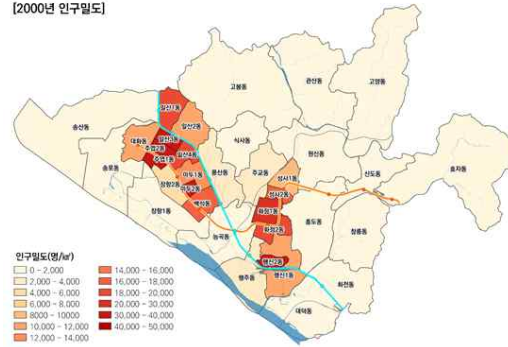 [2000년 인구밀도]
고양동
관산동
고봉동
일산1동
일산2동
송산동
대화동
일산3동
주엽2동
주엽1동
일산4동
식사동
효자동
원신동
송포동
마두1동
풍산동
주교동
성사1동
신도동
장항2동
마두2동
성사2동
백석동
장항1동
화정1동
흥도동
창릉동
화정2동
능곡동
행신2동
행주동
행신1동
화전동
대덕동
인구밀도(명/㎢)
0 - 2,000
2,000 - 4,000
4,000 - 6,000
6,000 - 8,000
8000 - 10000
10,000 - 12,000
12,000 - 14,000
14,000 - 16,000
16,000 - 18,000
18,000 - 20,000
20,000 - 30,000
30,000 - 40,000
40,000 - 50,000